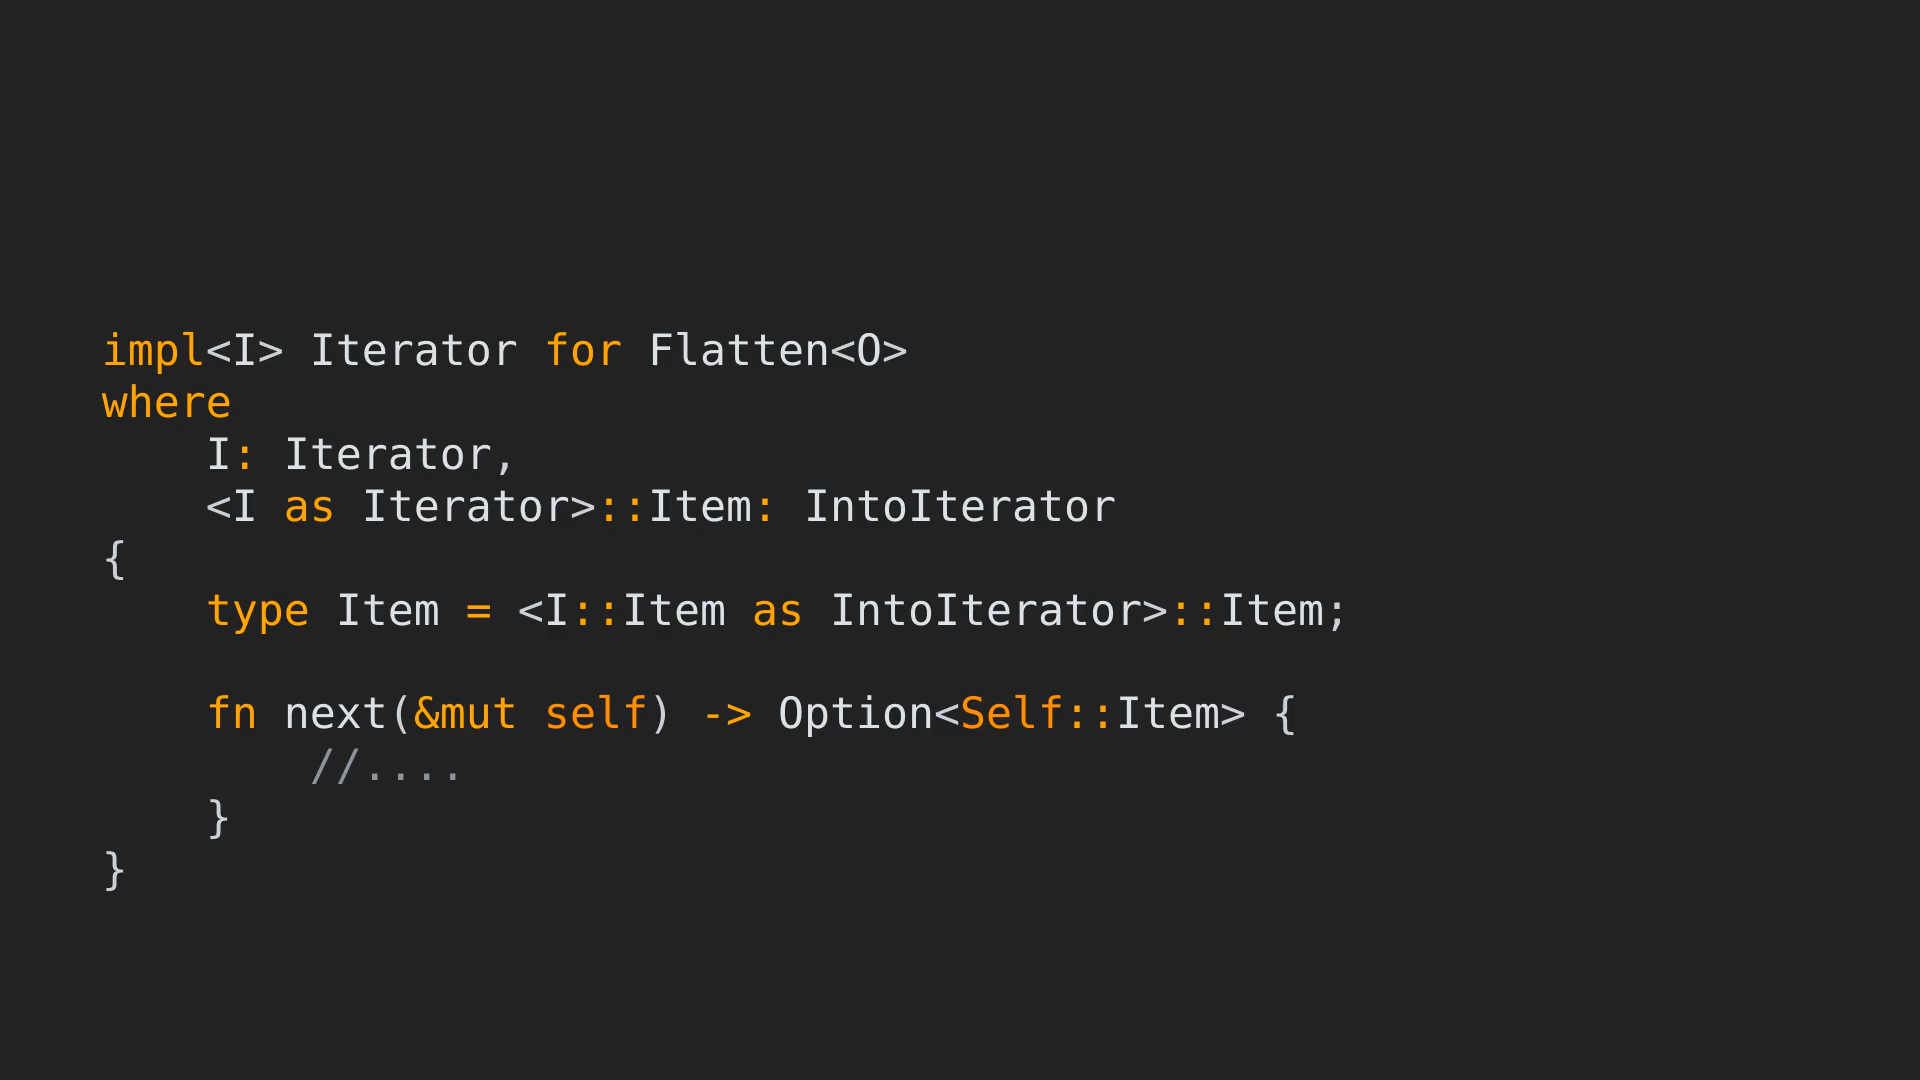 impl<I> Iterator for Flatten<O>
where
    I: Iterator,
    <I as Iterator>::Item: IntoIterator
{
    type Item = <I::Item as IntoIterator>::Item;
    fn next(&mut self) -> Option<Self::Item> {
        //....
    }
}